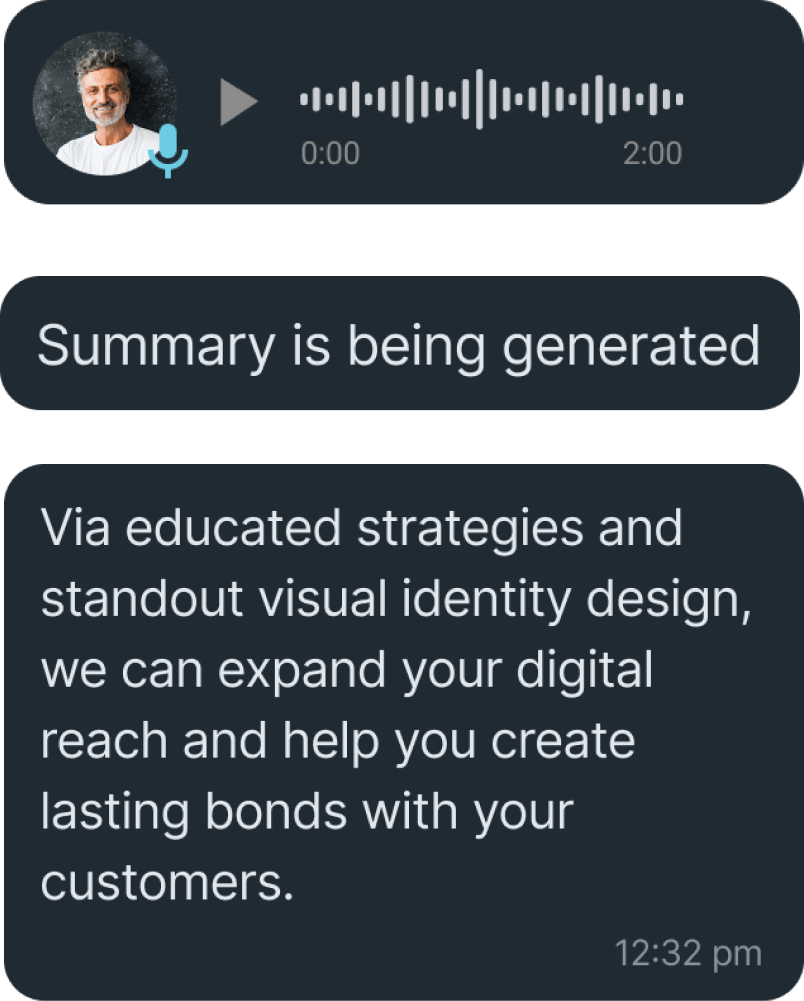 0:00 2:00
Summary is being generated
Via educated strategies and
standout visual identity design,
we can expand your digital
reach and help you create
lasting bonds with your
customers.
12:32 pm